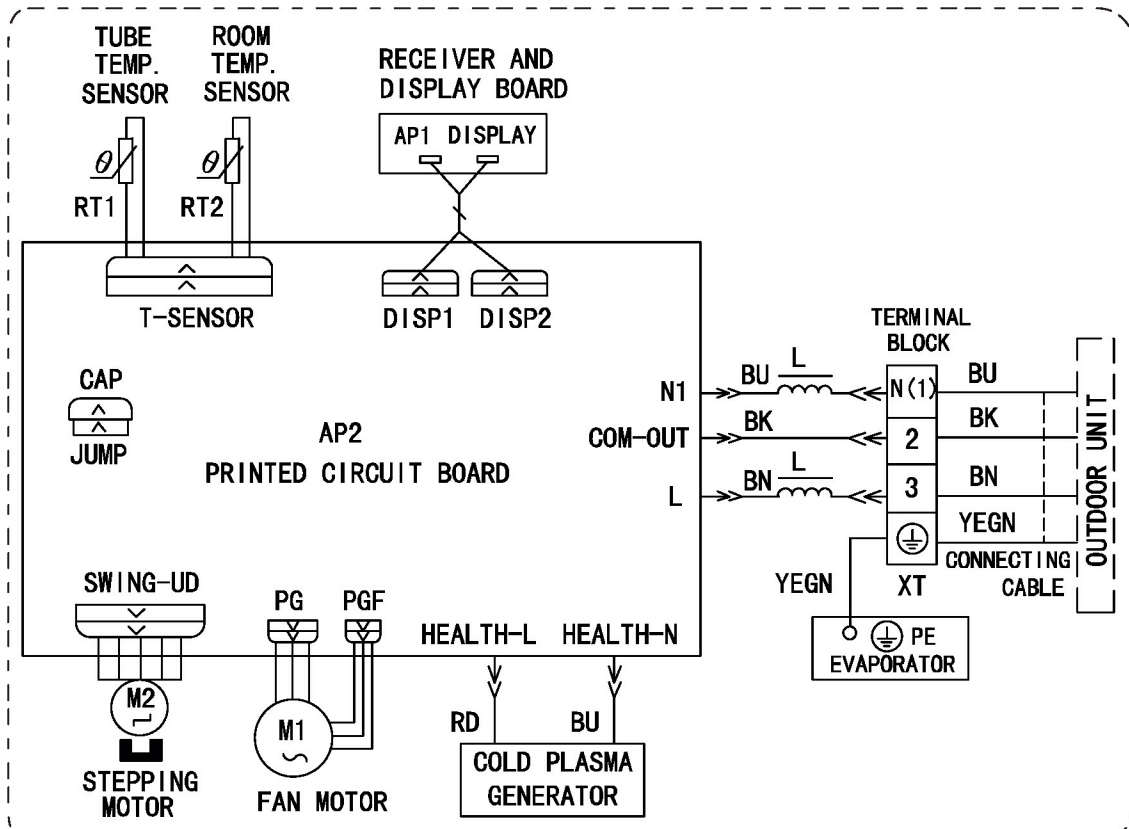 TUBE
TEMP.
SENSOR
ROOM
TEMP.
SENSOR
RECEIVER AND
DISPLAY BOARD
AP1 DISPLAY
θ
θ
RT1
RT2
T-SENSOR
DISP1
DISP2
CAP
JUMP
AP2
PRINTED CIRCUIT BOARD
N1
COM-OUT
L
BU
L
BK
BN
L
TERMINAL
BLOCK
N(1)
2
3
XT
BU
BK
BN
YEGN
CONNECTING
CABLE
OUTDOOR UNIT
YEGN
PE
EVAPORATOR
SWING-UD
M2
STEPPING
MOTOR
PG
PGF
M1
FAN MOTOR
HEALTH-L
HEALTH-N
RD
BU
COLD PLASMA
GENERATOR